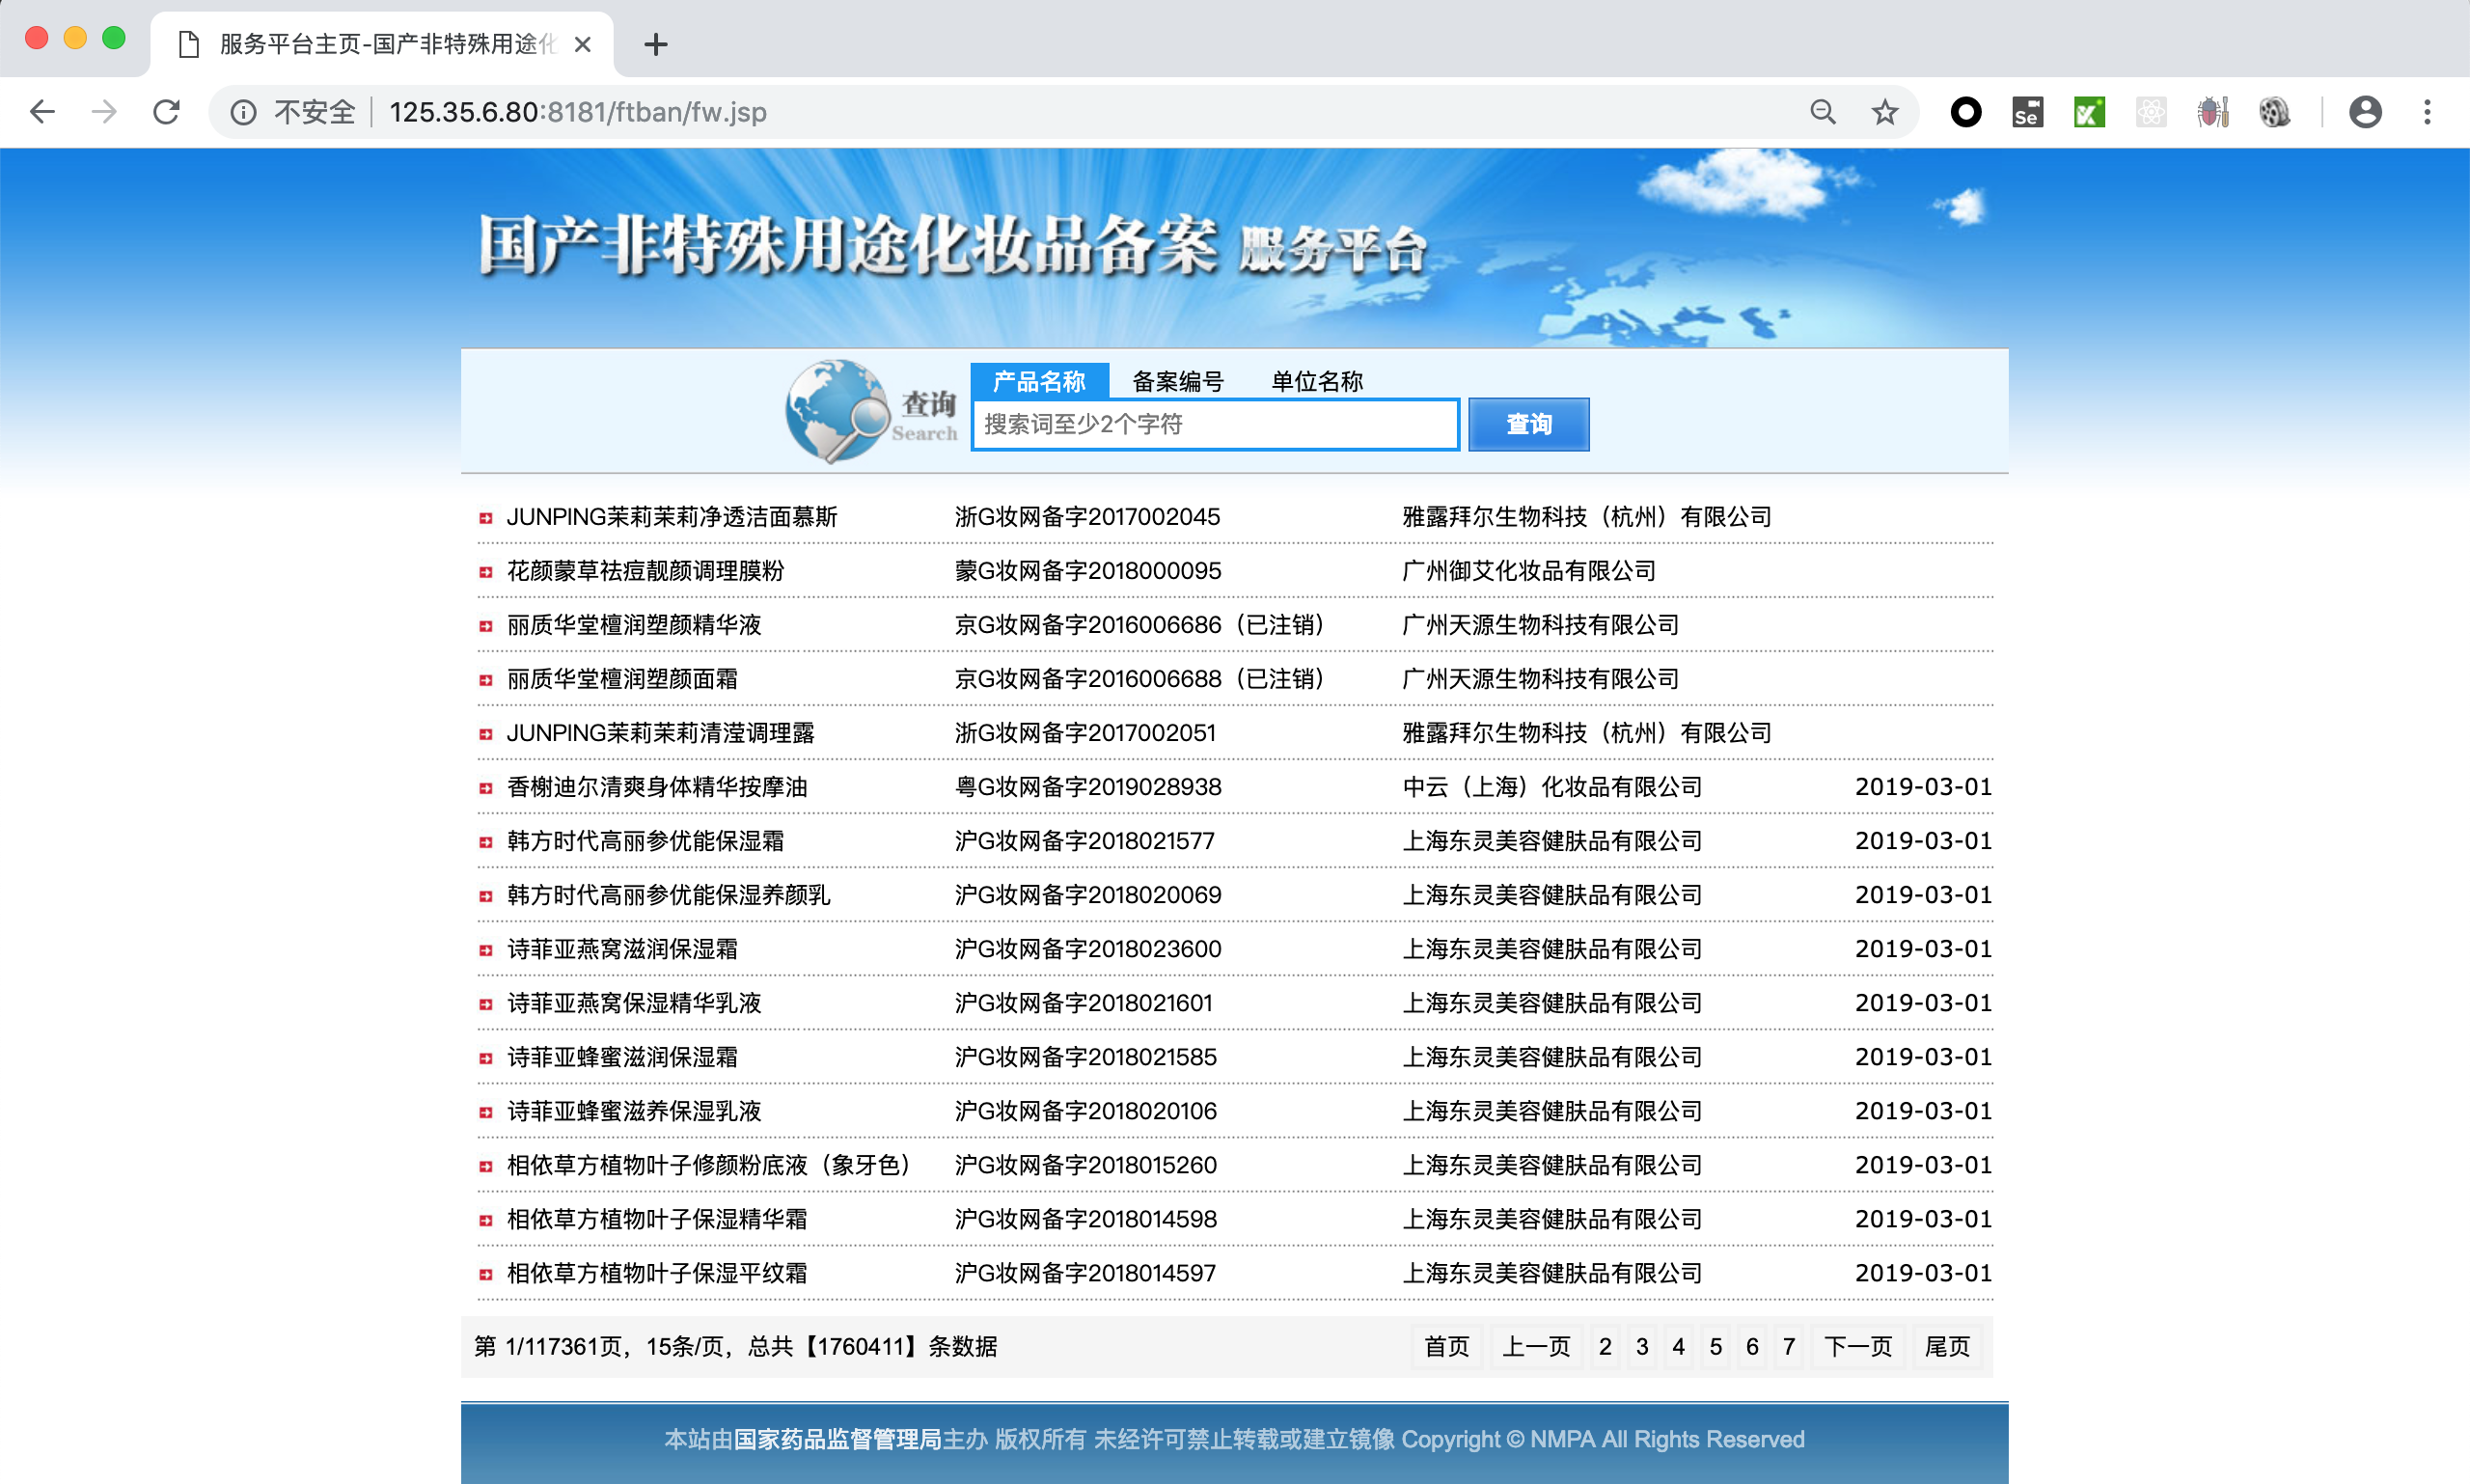 服务平台主页-国产非特殊用途化
不安全 125.35.6.80:8181/ftban/fw.jsp
Se
国产非特殊用途化妆品备案 服务平台
产品名称 备案编号 单位名称
查询 Search 搜索词至少2个字符 查询
JUNPING茉莉茉莉净透洁面慕斯 浙G妆网备字2017002045 雅露拜尔生物科技（杭州）有限公司
花颜蒙草祛痘靓颜调理膜粉 蒙G妆网备字2018000095 广州御艾化妆品有限公司
丽质华堂檀润塑颜精华液 京G妆网备字2016006686（已注销） 广州天源生物科技有限公司
丽质华堂檀润塑颜面霜 京G妆网备字2016006688（已注销） 广州天源生物科技有限公司
JUNPING茉莉茉莉清滢调理露 浙G妆网备字2017002051 雅露拜尔生物科技（杭州）有限公司
香榭迪尔清爽身体精华按摩油 粤G妆网备字2019028938 中云（上海）化妆品有限公司 2019-03-01
韩方时代高丽参优能保湿霜 沪G妆网备字2018021577 上海东灵美容健肤品有限公司 2019-03-01
韩方时代高丽参优能保湿养颜乳 沪G妆网备字2018020069 上海东灵美容健肤品有限公司 2019-03-01
诗菲亚燕窝滋润保湿霜 沪G妆网备字2018023600 上海东灵美容健肤品有限公司 2019-03-01
诗菲亚燕窝保湿精华乳液 沪G妆网备字2018021601 上海东灵美容健肤品有限公司 2019-03-01
诗菲亚蜂蜜滋润保湿霜 沪G妆网备字2018021585 上海东灵美容健肤品有限公司 2019-03-01
诗菲亚蜂蜜滋养保湿乳液 沪G妆网备字2018020106 上海东灵美容健肤品有限公司 2019-03-01
相依草方植物叶子修颜粉底液（象牙色） 沪G妆网备字2018015260 上海东灵美容健肤品有限公司 2019-03-01
相依草方植物叶子保湿精华霜 沪G妆网备字2018014598 上海东灵美容健肤品有限公司 2019-03-01
相依草方植物叶子保湿平纹霜 沪G妆网备字2018014597 上海东灵美容健肤品有限公司 2019-03-01
第 1/117361页，15条/页，总共【1760411】条数据 首页 上一页 2 3 4 5 6 7 下一页 尾页
本站由国家药品监督管理局主办 版权所有 未经许可禁止转载或建立镜像 Copyright © NMPA All Rights Reserved